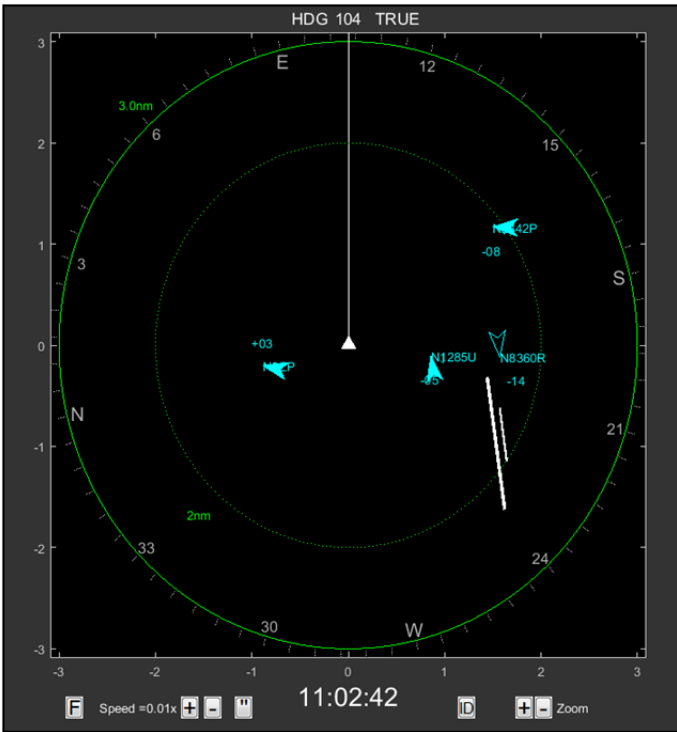 HDG 104 TRUE
3
E
12
3.0nm
6
15
2
42P
-08
1
3
S
+03
0
N1285U
N8360R
-05
-14
N
21
-1
2nm
-2
33
24
30
W
-3
-3
-2
-1
0
1
2
3
F
Speed =0.01x
+
-
"
11:02:42
ID
+
-
Zoom